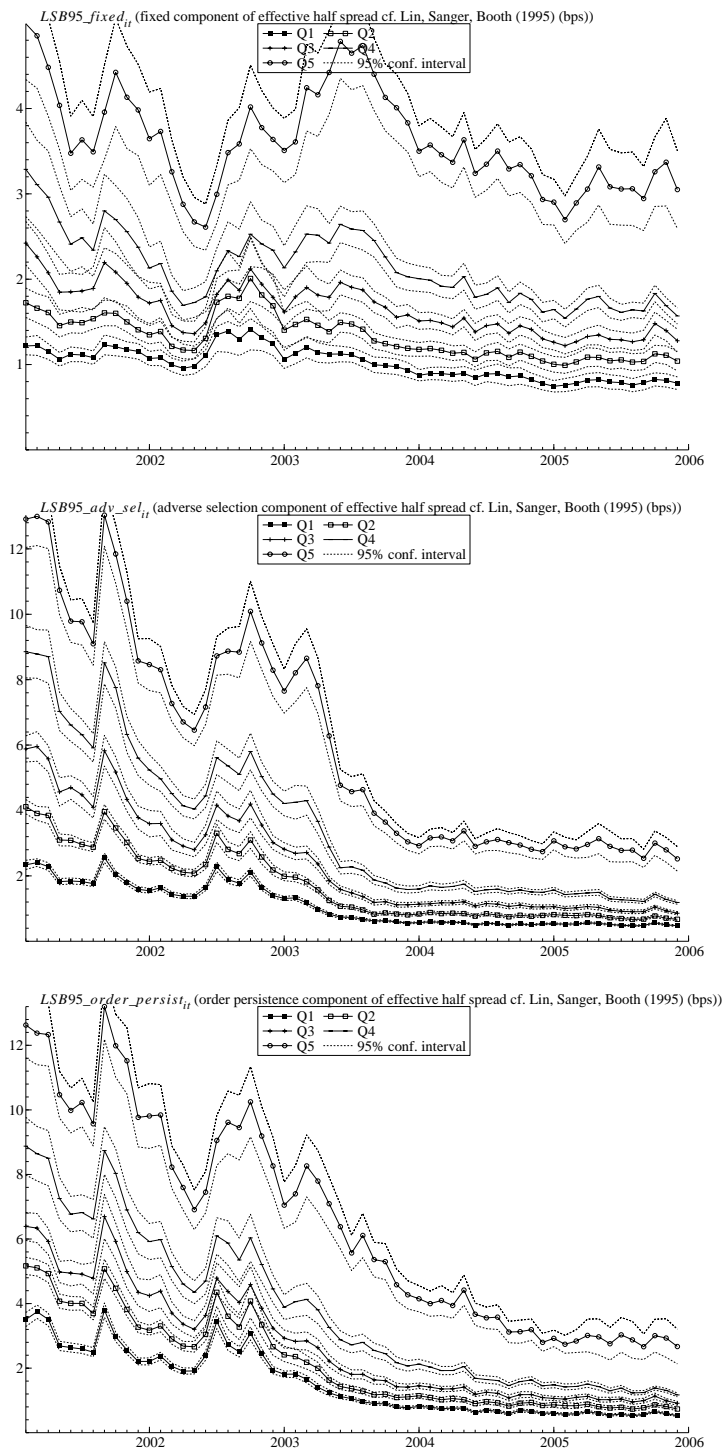 LSB95_fixed_it (fixed component of effective half spread cf. Lin, Sanger, Booth (1995) (bps))
Q1 Q2
Q3 Q4
Q5 95% conf. interval
4
3
2
1
2002 2003 2004 2005 2006
LSB95_adv_sel_it (adverse selection component of effective half spread cf. Lin, Sanger, Booth (1995) (bps))
Q1 Q2
Q3 Q4
Q5 95% conf. interval
12
10
8
6
4
2
2002 2003 2004 2005 2006
LSB95_order_persist_it (order persistence component of effective half spread cf. Lin, Sanger, Booth (1995) (bps))
Q1 Q2
Q3 Q4
Q5 95% conf. interval
12
10
8
6
4
2
2002 2003 2004 2005 2006